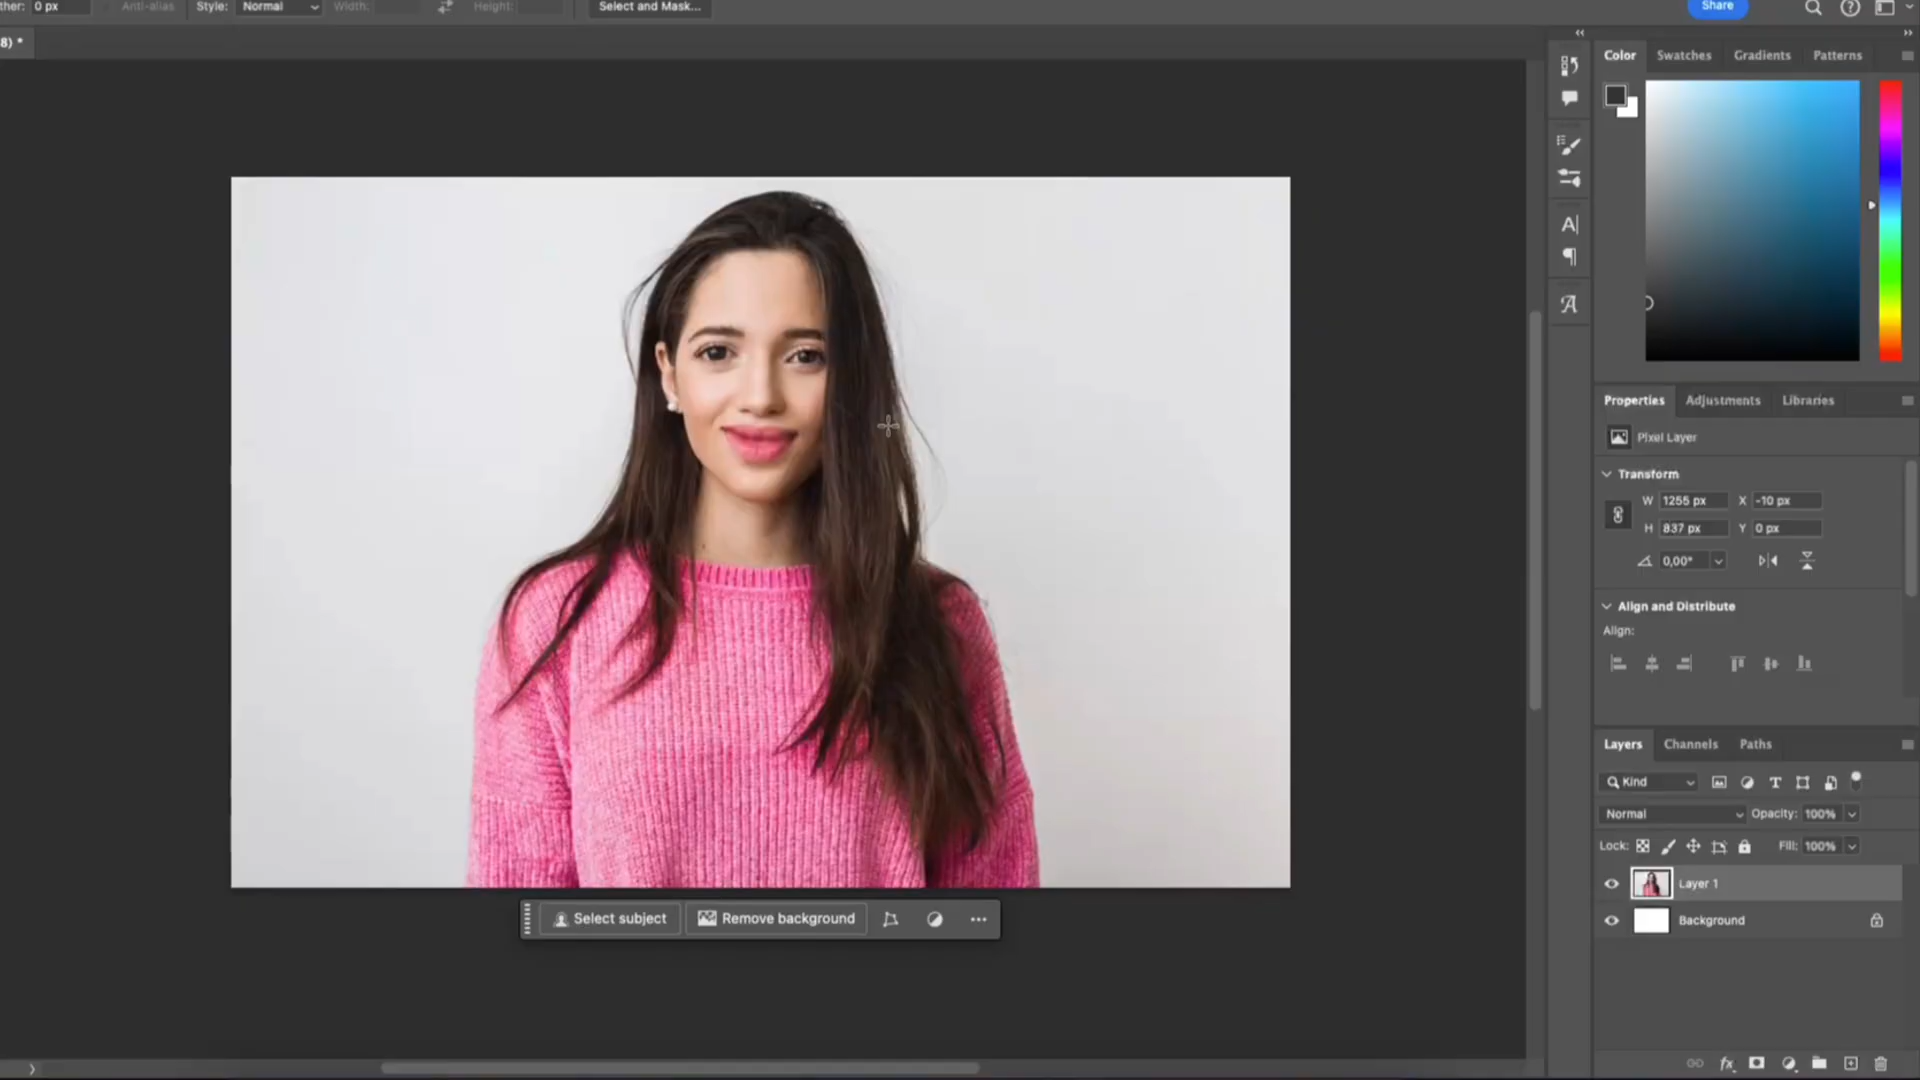 ther: 0 px Anti-alias Style: Normal Width: Height: Select and Mask... Share
8) *
Color Swatches Gradients Patterns
Properties Adjustments Libraries
Pixel Layer
Transform
W 1255 px X -10 px
H 837 px Y 0 px
0,00°
Align and Distribute
Align:
Layers Channels Paths
Kind
Normal Opacity: 100%
Lock: Fill: 100%
Layer 1
Background
Select subject Remove background